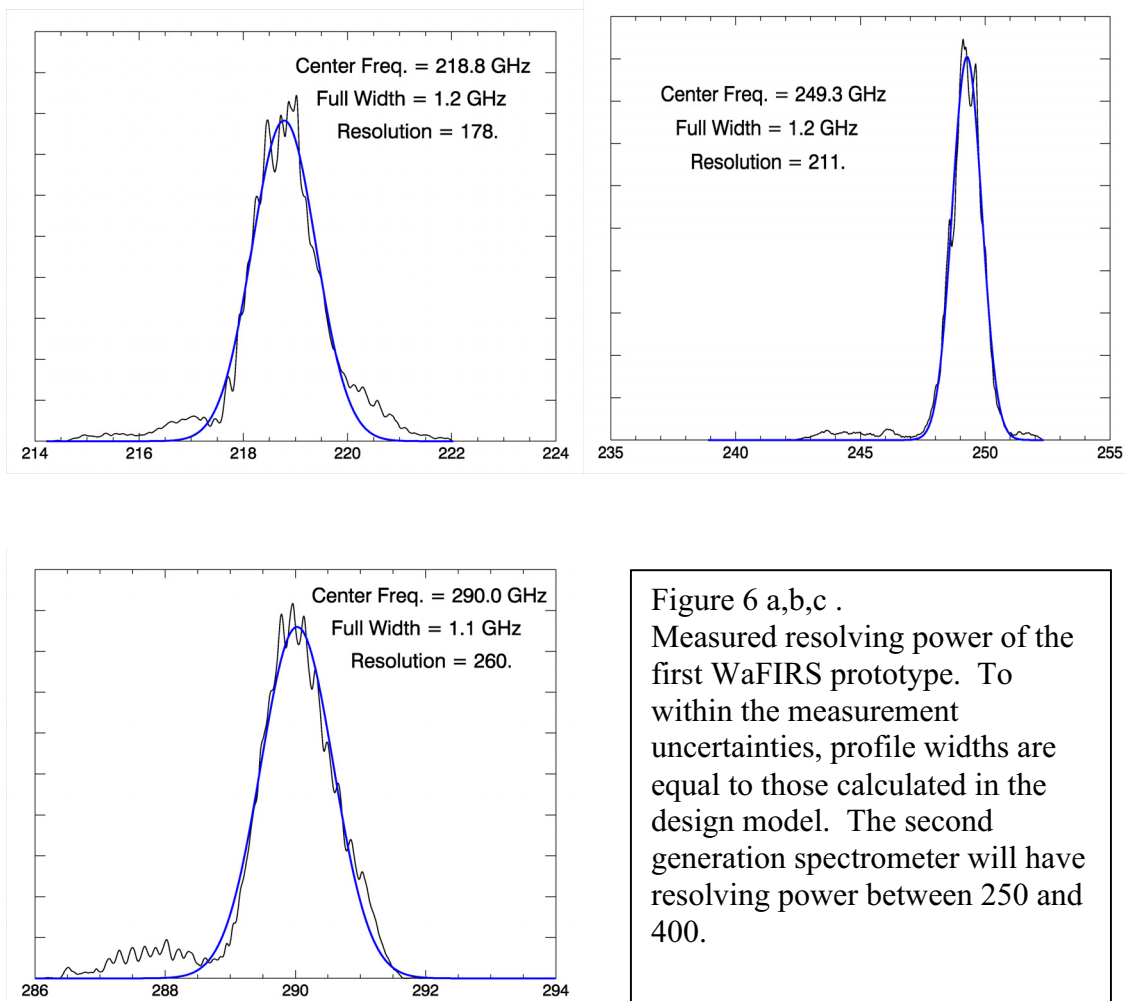 Center Freq. = 218.8 GHz
Full Width = 1.2 GHz
Resolution = 178.
214 216 218 220 222 224
Center Freq. = 249.3 GHz
Full Width = 1.2 GHz
Resolution = 211.
235 240 245 250 255
Center Freq. = 290.0 GHz
Full Width = 1.1 GHz
Resolution = 260.
286 288 290 292 294
Figure 6 a,b,c .
Measured resolving power of the
first WaFIRS prototype. To
within the measurement
uncertainties, profile widths are
equal to those calculated in the
design model. The second
generation spectrometer will have
resolving power between 250 and
400.